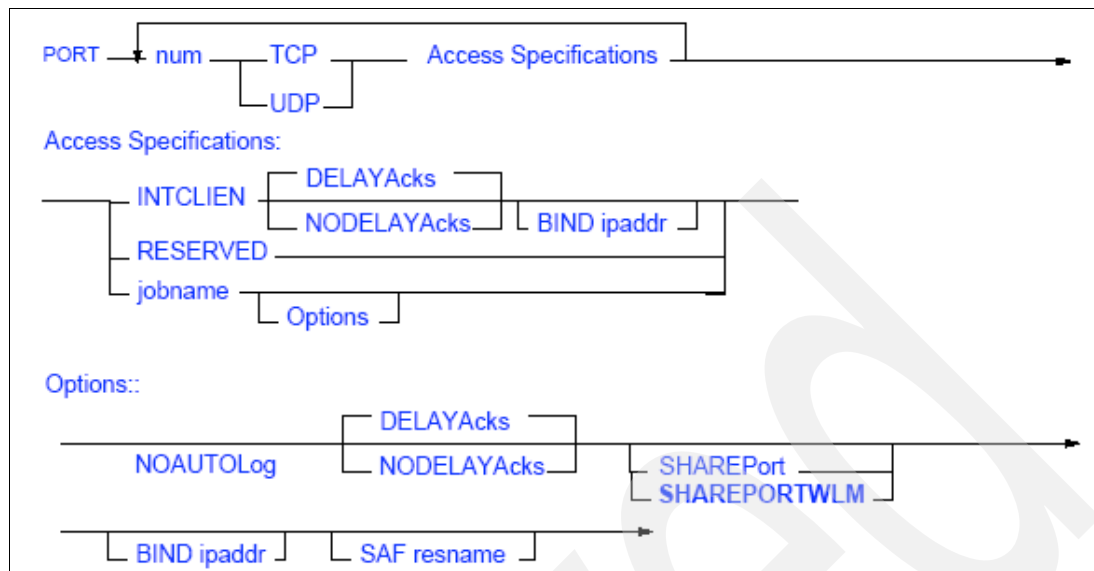 PORT num TCP Access Specifications
UDP
Access Specifications:
DELAYAcks
INTCLIEN
NODELAYAcks BIND ipaddr
RESERVED
jobname
Options
Options::
DELAYAcks
NOAUTOLog NODELAYAcks SHAREPort
SHAREPORTWLM
BIND ipaddr SAF resname